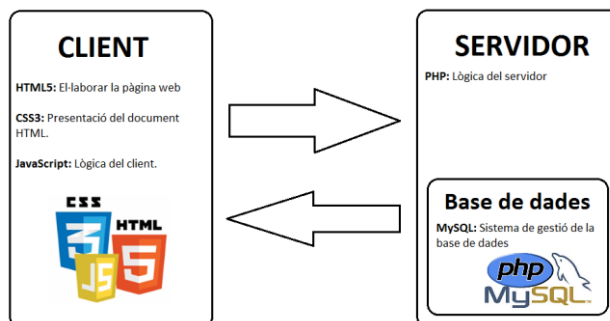 CLIENT
HTML5: El·laborar la pàgina web
CSS3: Presentació del document
HTML.
JavaScript: Lògica del client.
CSS
3
HTML
5
JS
SERVIDOR
PHP: Lògica del servidor
Base de dades
MySQL: Sistema de gestió de la
base de dades
php
MySQL